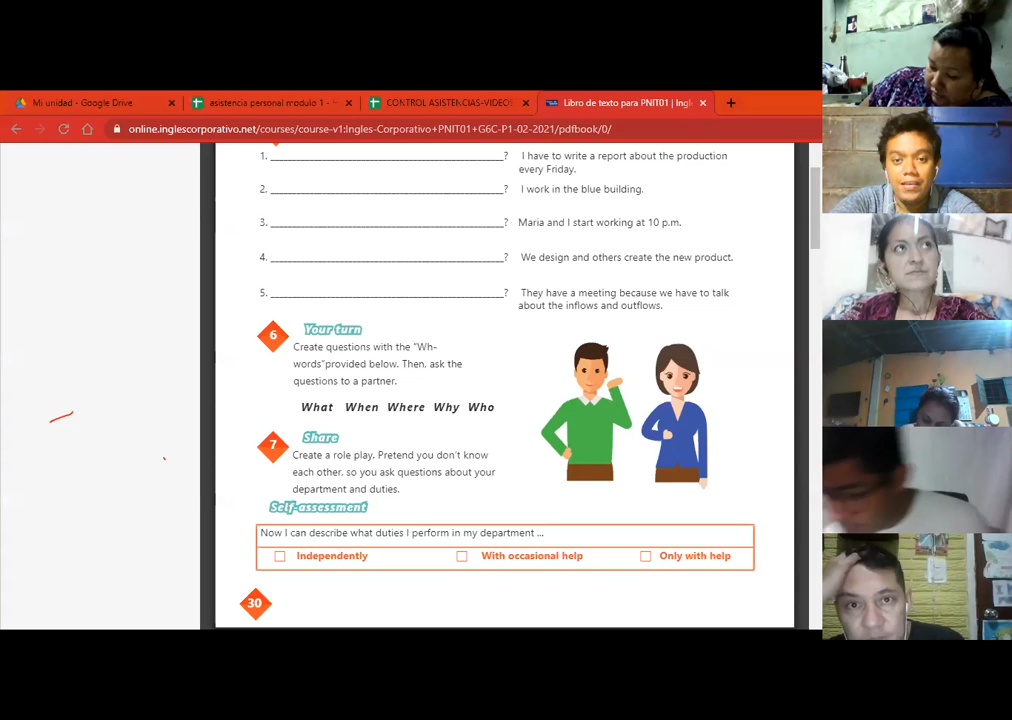 Mi unidad - Google Drive
asistencia personal modulo 1 -
CONTROL ASISTENCIAS-VIDEOS
Libro de texto para PNIT01 | Ingl
online.inglescorporativo.net/courses/course-v1:Ingles-Corporativo+PNIT01+G6C-P1-02-2021/pdfbook/0/
1. ______________________? I have to write a report about the production
every Friday.
2. ______________________? I work in the blue building.
3. ______________________? Maria and I start working at 10 p.m.
4. ______________________? We design and others create the new product.
5. ______________________? They have a meeting because we have to talk
about the inflows and outflows.
6 Your turn
Create questions with the "Wh-
words"provided below. Then, ask the
questions to a partner.
What When Where Why Who
7 Share
Create a role play. Pretend you don't know
each other, so you ask questions about your
department and duties.
Self-assessment
Now I can describe what duties I perform in my department ...
Independently With occasional help Only with help
30